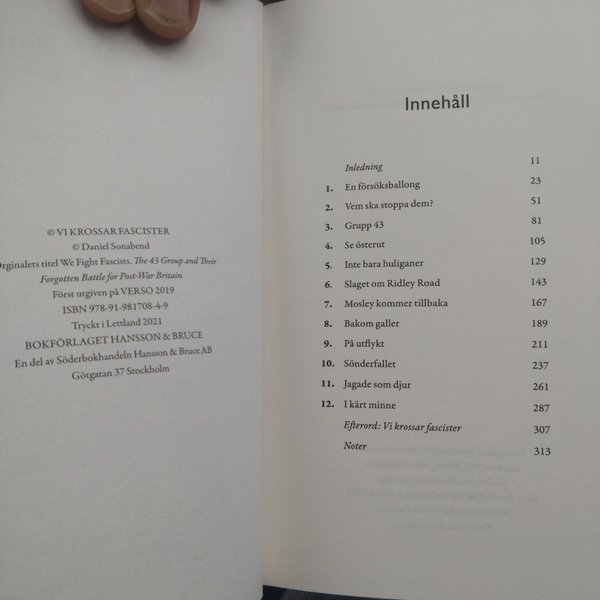 © VI KROSSAR FASCISTER
© Daniel Sonabend
Orginalets titel We Fight Fascists. The 43 Group and Their
Forgotten Battle for Post-War Britain
Först utgiven på VERSO 2019
ISBN 978-91-981708-4-9
Tryckt i Lettland 2021
BOKFÖRLAGET HANSSON & BRUCE
En del av Söderbokhandeln Hansson & Bruce AB
Götgatan 37 Stockholm
Innehåll
Inledning 11
1. En försöksballong 23
2. Vem ska stoppa dem? 51
3. Grupp 43 81
4. Se österut 105
5. Inte bara huliganer 129
6. Slaget om Ridley Road 143
7. Mosley kommer tillbaka 167
8. Bakom galler 189
9. På utflykt 211
10. Sönderfallet 237
11. Jagade som djur 261
12. I kärt minne 287
Efterord: Vi krossar fascister 307
Noter 313